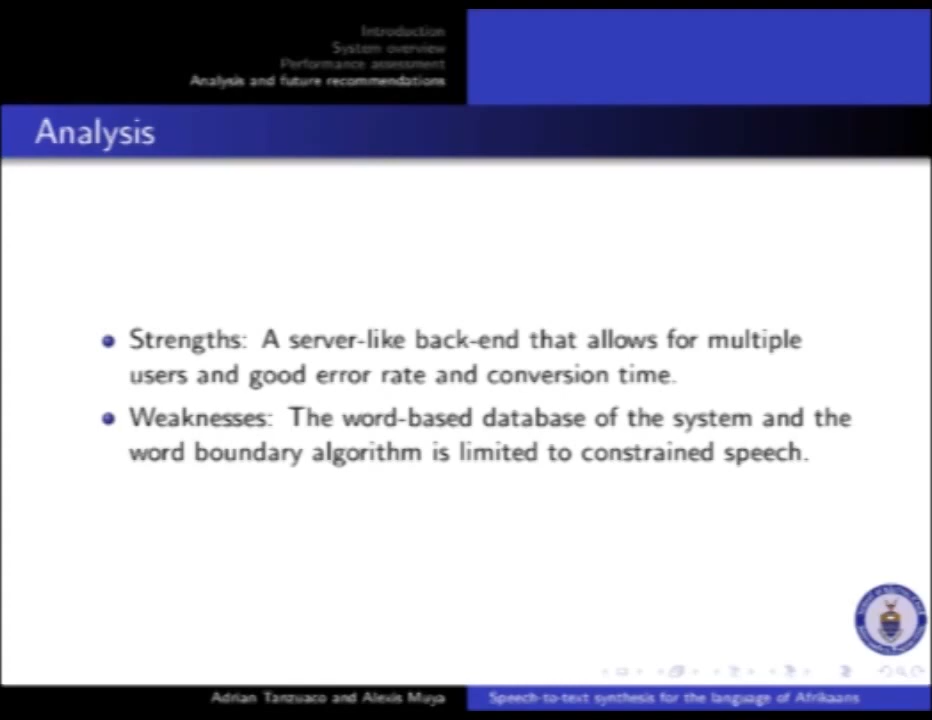 Introduction
System overview
Performance assessment
Analysis and future recommendations
Analysis
Strengths: A server-like back-end that allows for multiple
users and good error rate and conversion time.
Weaknesses: The word-based database of the system and the
word boundary algorithm is limited to constrained speech.
Adrian Tanzuaco and Alexis Muya
Speech-to-text synthesis for the language of Afrikaans